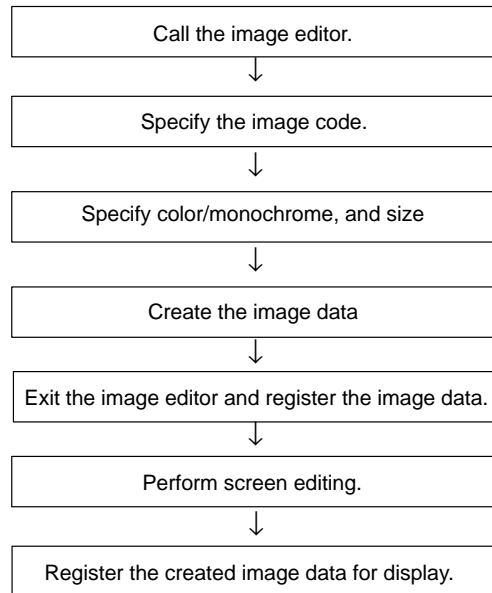 Call the image editor.
Specify the image code.
Specify color/monochrome, and size
Create the image data
Exit the image editor and register the image data.
Perform screen editing.
Register the created image data for display.